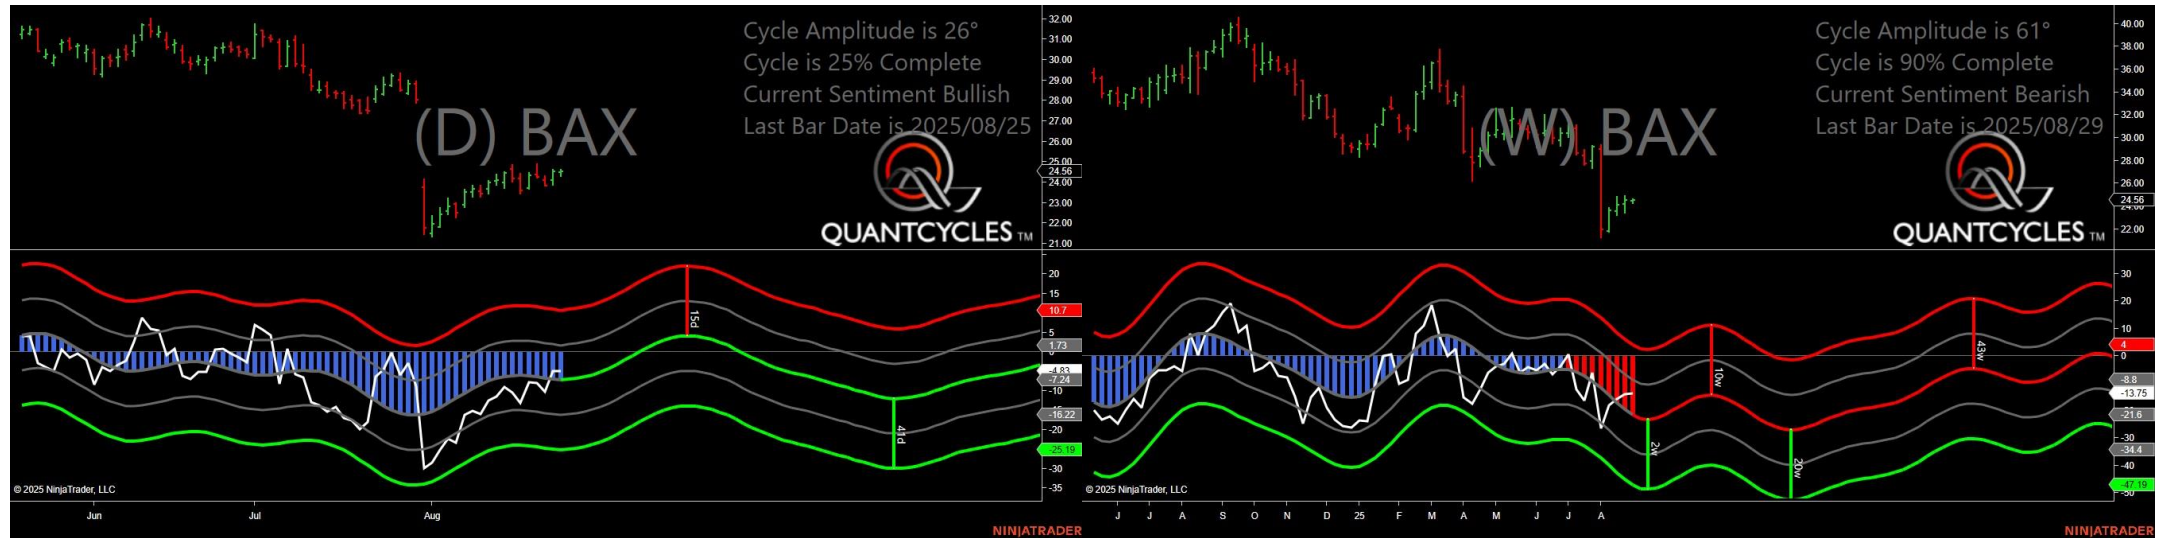 Cycle Amplitude is 26°
Cycle is 25% Complete
Current Sentiment Bullish
Last Bar Date is 2025/08/25
(D) BAX
QUANTCYCLES TM
32.00
31.00
30.00
29.00
28.00
27.00
26.00
25.00
24.56
24.00
23.00
22.00
21.00
20
15
10.7
5
1.73
0
-4.83
-7.24
-10
-16.22
-20
-25.19
-30
-35
15d
41d
© 2025 NinjaTrader, LLC
Jun
Jul
Aug
NINJATRADER
Cycle Amplitude is 61°
Cycle is 90% Complete
Current Sentiment Bearish
Last Bar Date is 2025/08/29
(W) BAX
QUANTCYCLES TM
40.00
38.00
36.00
34.00
32.00
30.00
28.00
26.00
24.56
24.00
22.00
30
20
10
4
0
-8.8
-13.75
-21.6
-30
-34.4
-40
-47.19
-50
10w
43w
2w
20w
© 2025 NinjaTrader, LLC
J J A S O N D 25 F M A M J J A
NINJATRADER